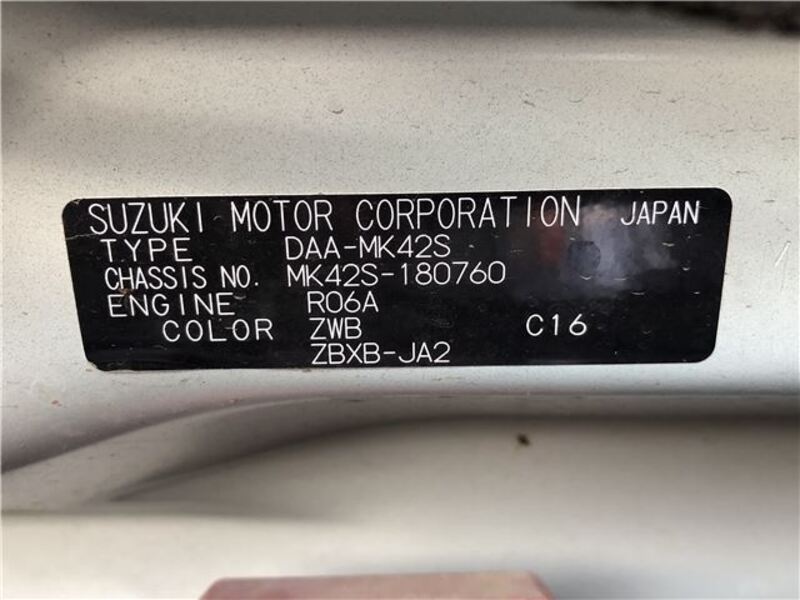 SUZUKI MOTOR CORPORATION JAPAN
TYPE DAA-MK42S
CHASSIS NO. MK42S-180760
ENGINE R06A
COLOR ZWB C16
ZBXB-JA2